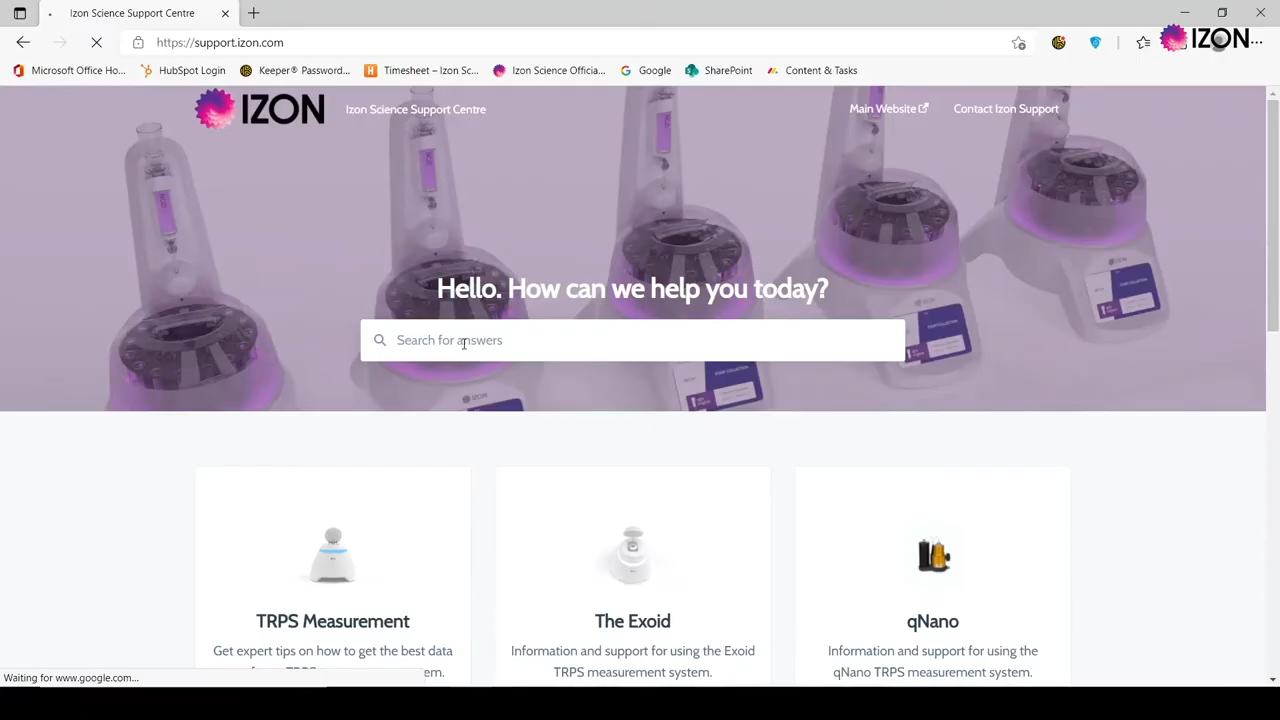 Izon Science Support Centre
https://support.izon.com
IZON
Microsoft Office Ho...
HubSpot Login
Keeper® Password...
Timesheet – Izon Sc...
Izon Science Officia...
Google
SharePoint
Content & Tasks
IZON
Izon Science Support Centre
Main Website
Contact Izon Support
Hello. How can we help you today?
Search for answers
TRPS Measurement
The Exoid
qNano
Get expert tips on how to get the best data
Information and support for using the Exoid
Information and support for using the
em.
TRPS measurement system.
qNano TRPS measurement system.
Waiting for www.google.com...